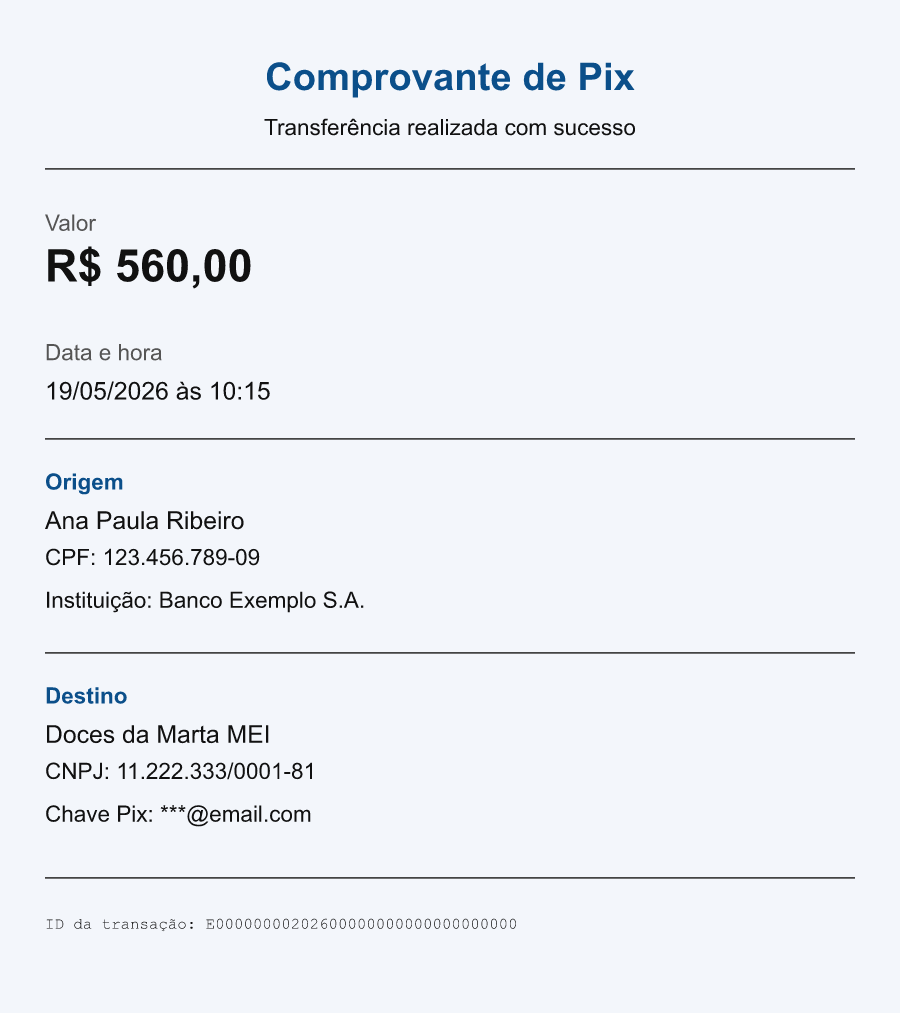 Comprovante de Pix
Transferência realizada com sucesso
Valor
R$ 560,00
Data e hora
19/05/2026 às 10:15
Origem
Ana Paula Ribeiro
CPF: 123.456.789-09
Instituição: Banco Exemplo S.A.
Destino
Doces da Marta MEI
CNPJ: 11.222.333/0001-81
Chave Pix: ***@email.com
ID da transação: E0000000020260000000000000000000